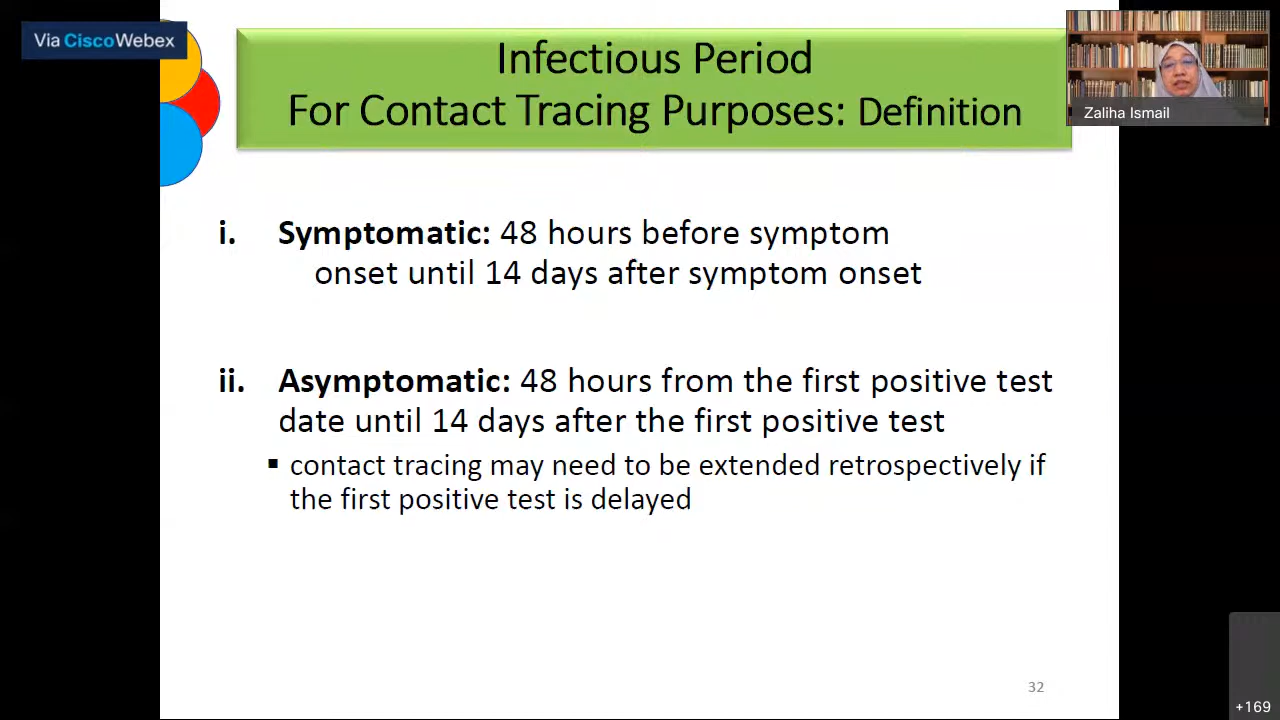 Via CiscoWebex
Infectious Period
For Contact Tracing Purposes: Definition
Zaliha Ismail
i. Symptomatic: 48 hours before symptom
onset until 14 days after symptom onset
ii. Asymptomatic: 48 hours from the first positive test
date until 14 days after the first positive test
▪ contact tracing may need to be extended retrospectively if
the first positive test is delayed
32
+169